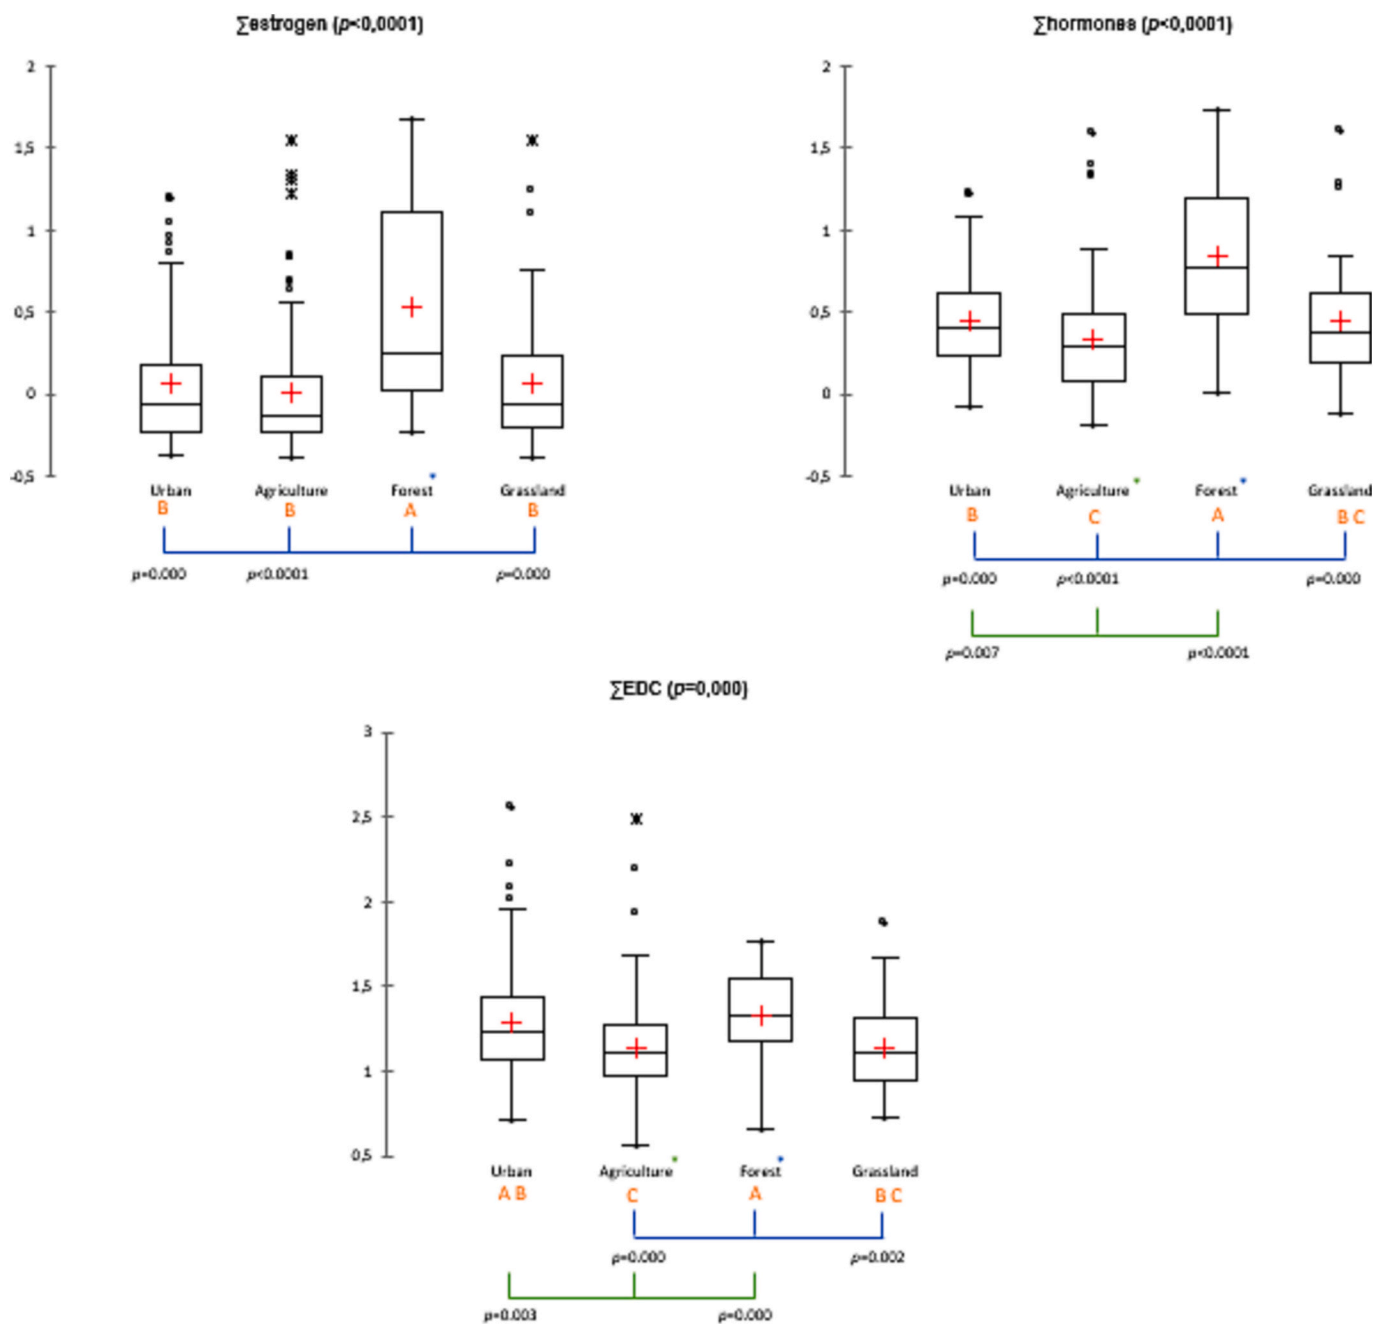 ∑estrogen (p<0,0001)
2
1,5
1
0,5
0
-0,5
Urban Agriculture Forest* Grassland
B B A B
p=0.000 p<0.0001 p=0.000
∑hormones (p<0,0001)
2
1,5
1
0,5
0
-0,5
Urban Agriculture* Forest* Grassland
B C A B C
p=0.000 p<0.0001 p=0.000
p=0.007 p<0.0001
∑EDC (p=0,000)
3
2,5
2
1,5
1
0,5
Urban Agriculture* Forest* Grassland
A B C A B C
p=0.000 p=0.002
p=0.003 p=0.000